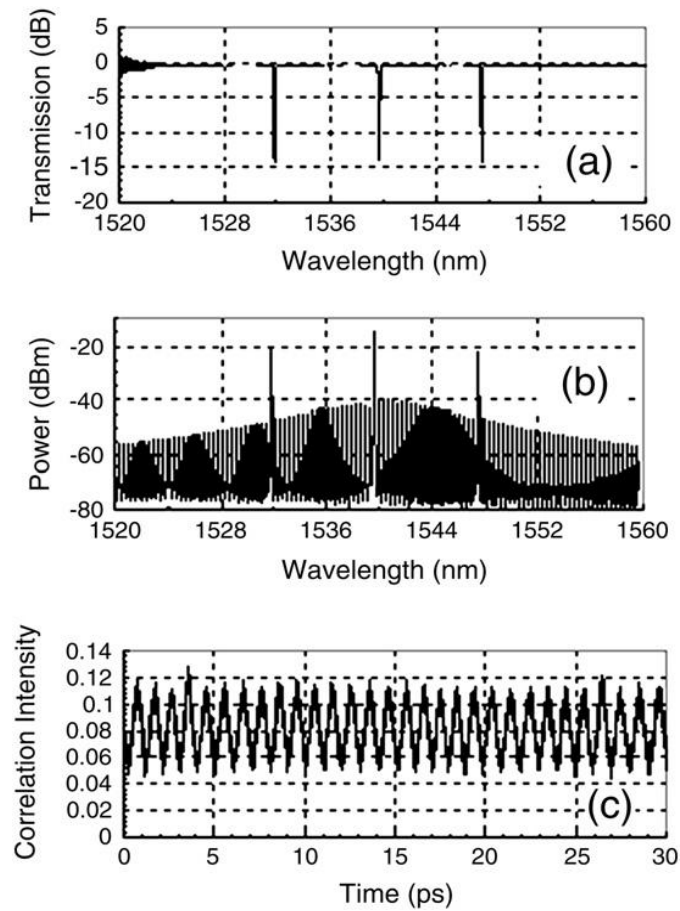 5
0
-5
-10
-15
-20
Transmission (dB)
(a)
1520 1528 1536 1544 1552 1560
Wavelength (nm)
-20
-40
-60
-80
Power (dBm)
(b)
1520 1528 1536 1544 1552 1560
Wavelength (nm)
0.14
0.12
0.1
0.08
0.06
0.04
0.02
0
Correlation Intensity
(c)
0 5 10 15 20 25 30
Time (ps)